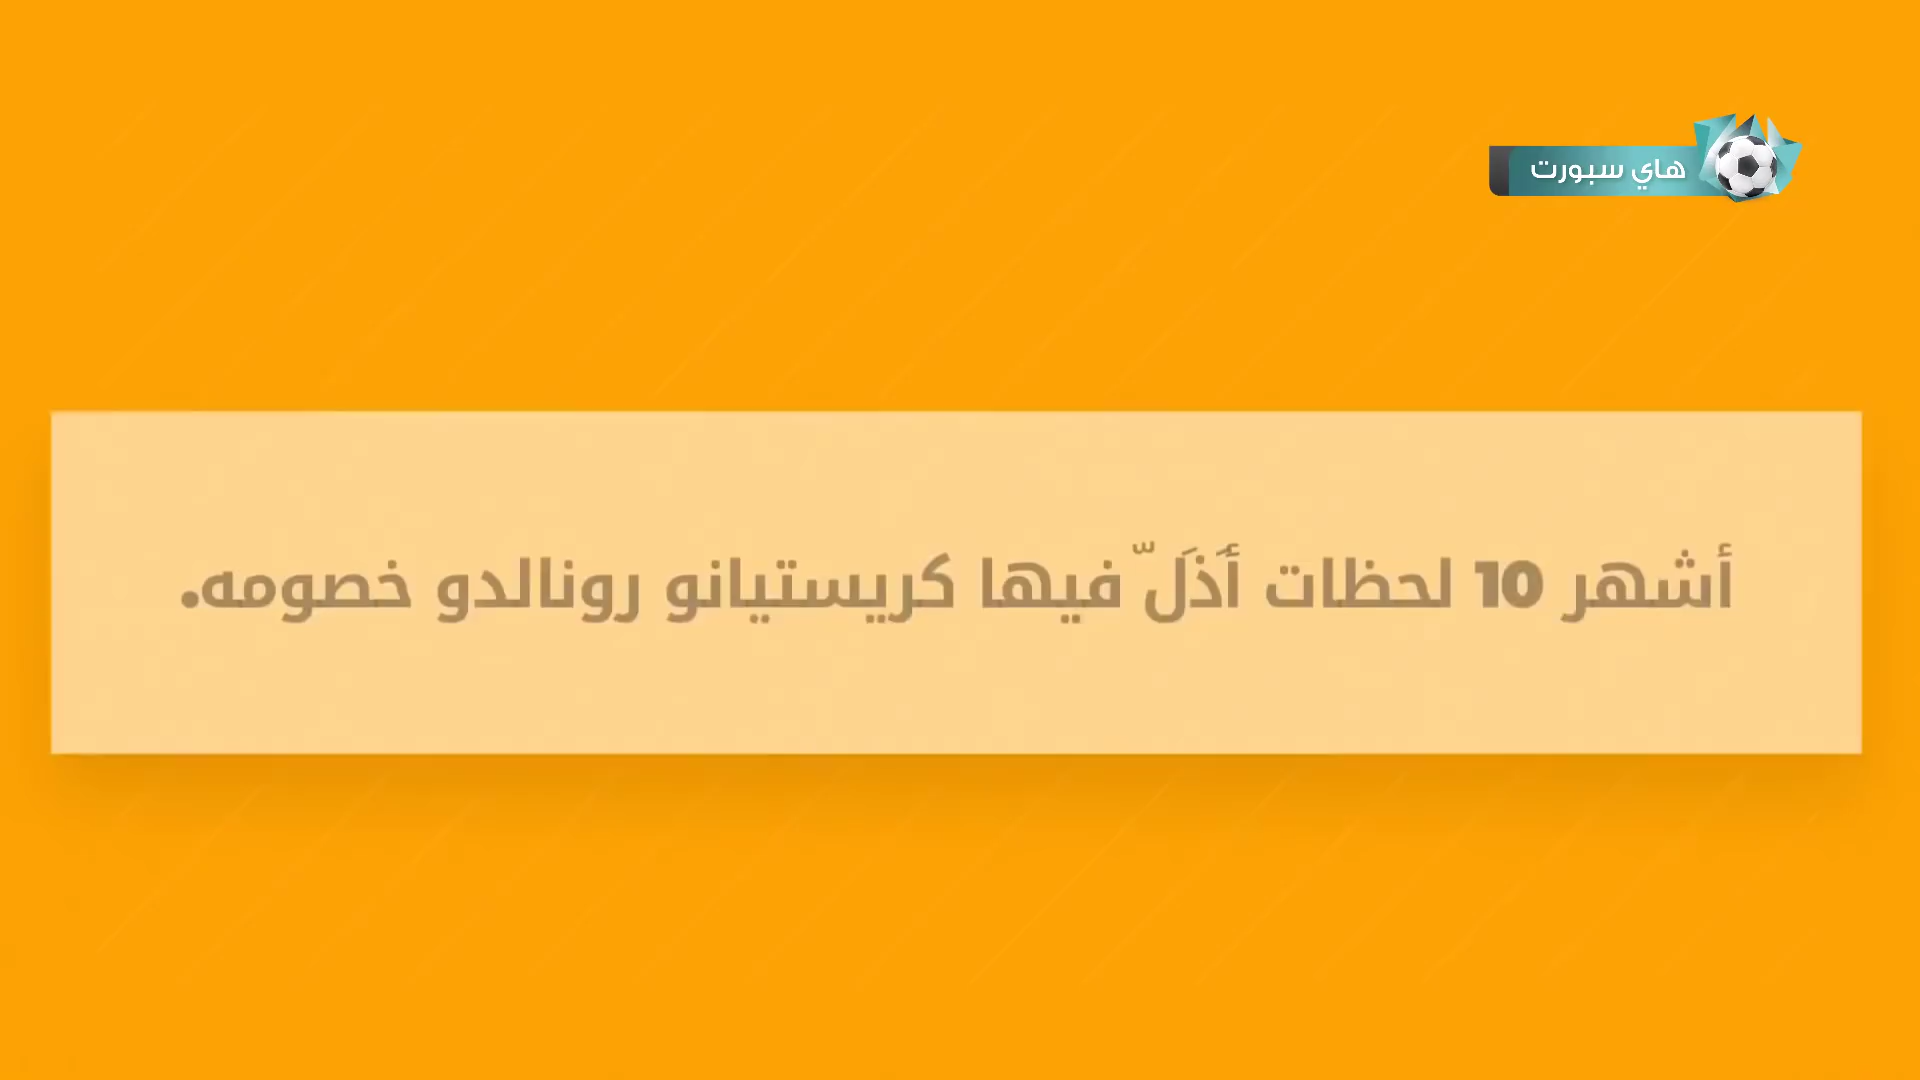 هاي سبورت
أشهر 10 لحظات أَذَلّ فيها كريستيانو رونالدو خصومه.